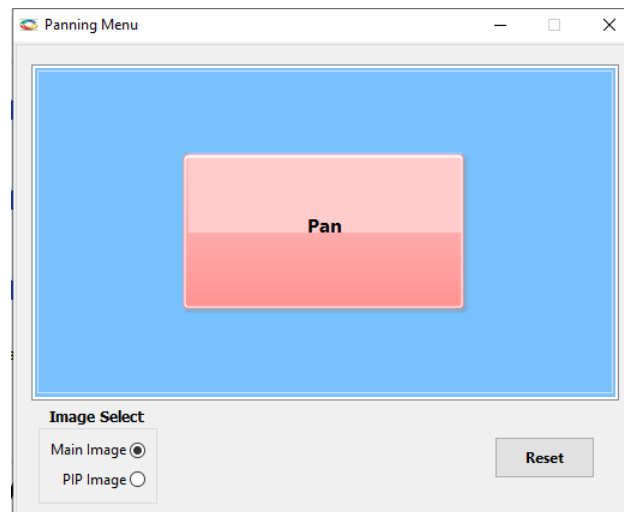 Panning Menu
Pan
Image Select
Main Image
PIP Image
Reset